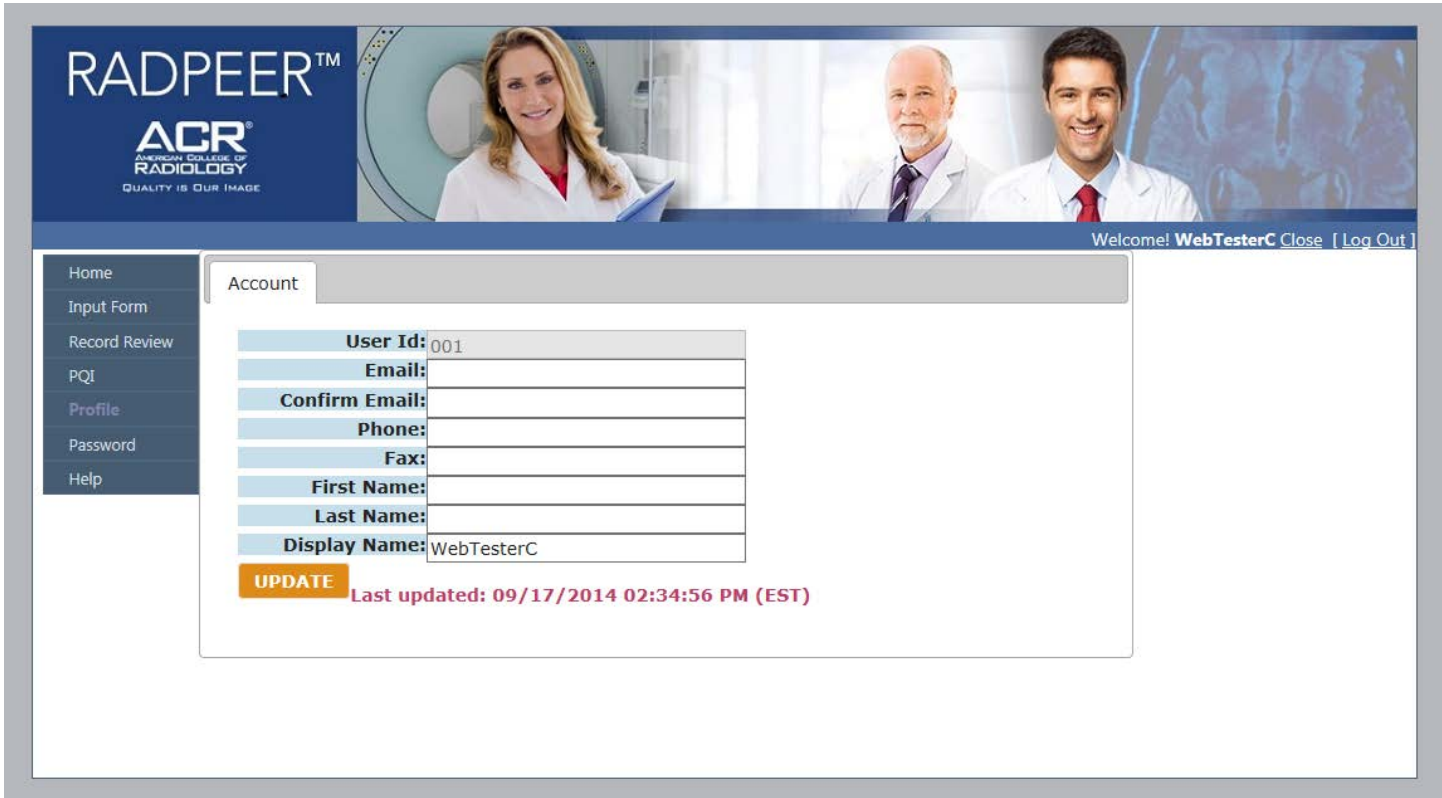 RADPEER™
ACR®
AMERICAN COLLEGE OF
RADIOLOGY
QUALITY IS OUR IMAGE
Welcome! WebTesterC Close [ Log Out ]
Home
Input Form
Record Review
PQI
Profile
Password
Help
Account
User Id: 001
Email:
Confirm Email:
Phone:
Fax:
First Name:
Last Name:
Display Name: WebTesterC
UPDATE Last updated: 09/17/2014 02:34:56 PM (EST)